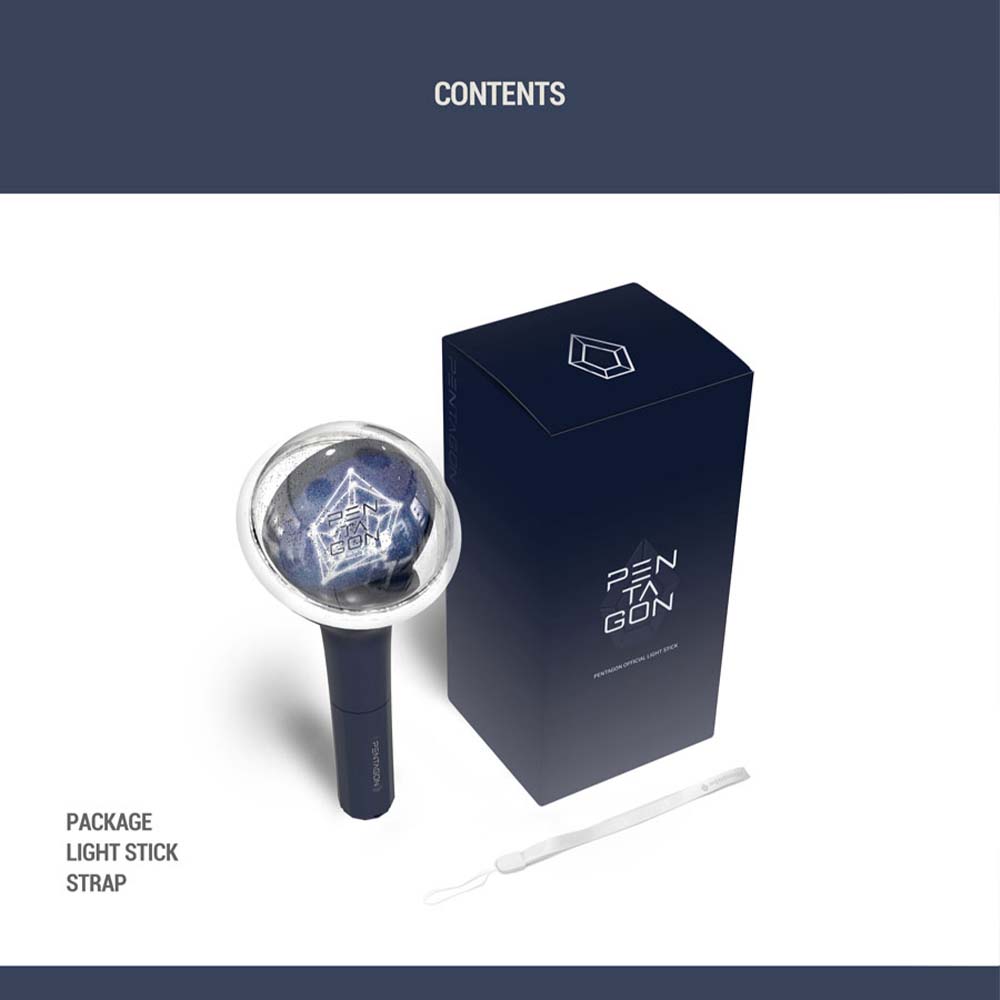 CONTENTS
PENTAGON
PEN
TA
GON
PEN
TA
GON
PENTAGON OFFICIAL LIGHT STICK
PENTAGON
PACKAGE
LIGHT STICK
STRAP